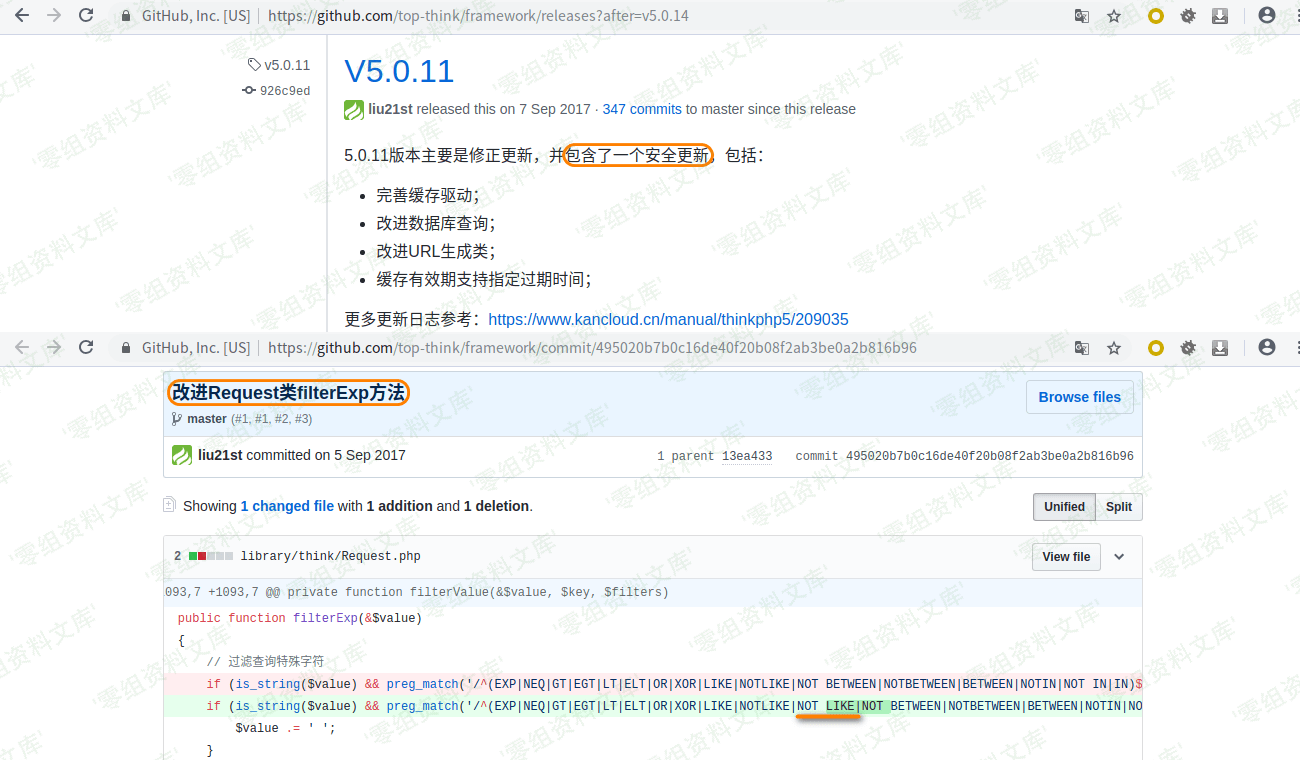 GitHub, Inc. [US] | https://github.com/top-think/framework/releases?after=v5.0.14
v5.0.11
926c9ed
V5.0.11
liu21st released this on 7 Sep 2017 · 347 commits to master since this release
5.0.11版本主要是修正更新，并包含了一个安全更新，包括：
• 完善缓存驱动；
• 改进数据库查询；
• 改进URL生成类；
• 缓存有效期支持指定过期时间；
更多更新日志参考：https://www.kancloud.cn/manual/thinkphp5/209035
GitHub, Inc. [US] | https://github.com/top-think/framework/commit/495020b7b0c16de40f20b08f2ab3be0a2b816b96
改进Request类filterExp方法
Browse files
master (#1, #1, #2, #3)
liu21st committed on 5 Sep 2017
1 parent 13ea433 commit 495020b7b0c16de40f20b08f2ab3be0a2b816b96
Showing 1 changed file with 1 addition and 1 deletion.
Unified Split
2 library/think/Request.php
View file
093,7 +1093,7 @@ private function filterValue(&$value, $key, $filters)
public function filterExp(&$value)
{
// 过滤查询特殊字符
if (is_string($value) && preg_match('/^(EXP|NEQ|GT|EGT|LT|ELT|OR|XOR|LIKE|NOTLIKE|NOT BETWEEN|NOTBETWEEN|BETWEEN|NOTIN|NOT IN|IN)$
if (is_string($value) && preg_match('/^(EXP|NEQ|GT|EGT|LT|ELT|OR|XOR|LIKE|NOTLIKE|NOT LIKE|NOT BETWEEN|NOTBETWEEN|BETWEEN|NOTIN|NO
$value .= ' ';
}
'零组资料文库'